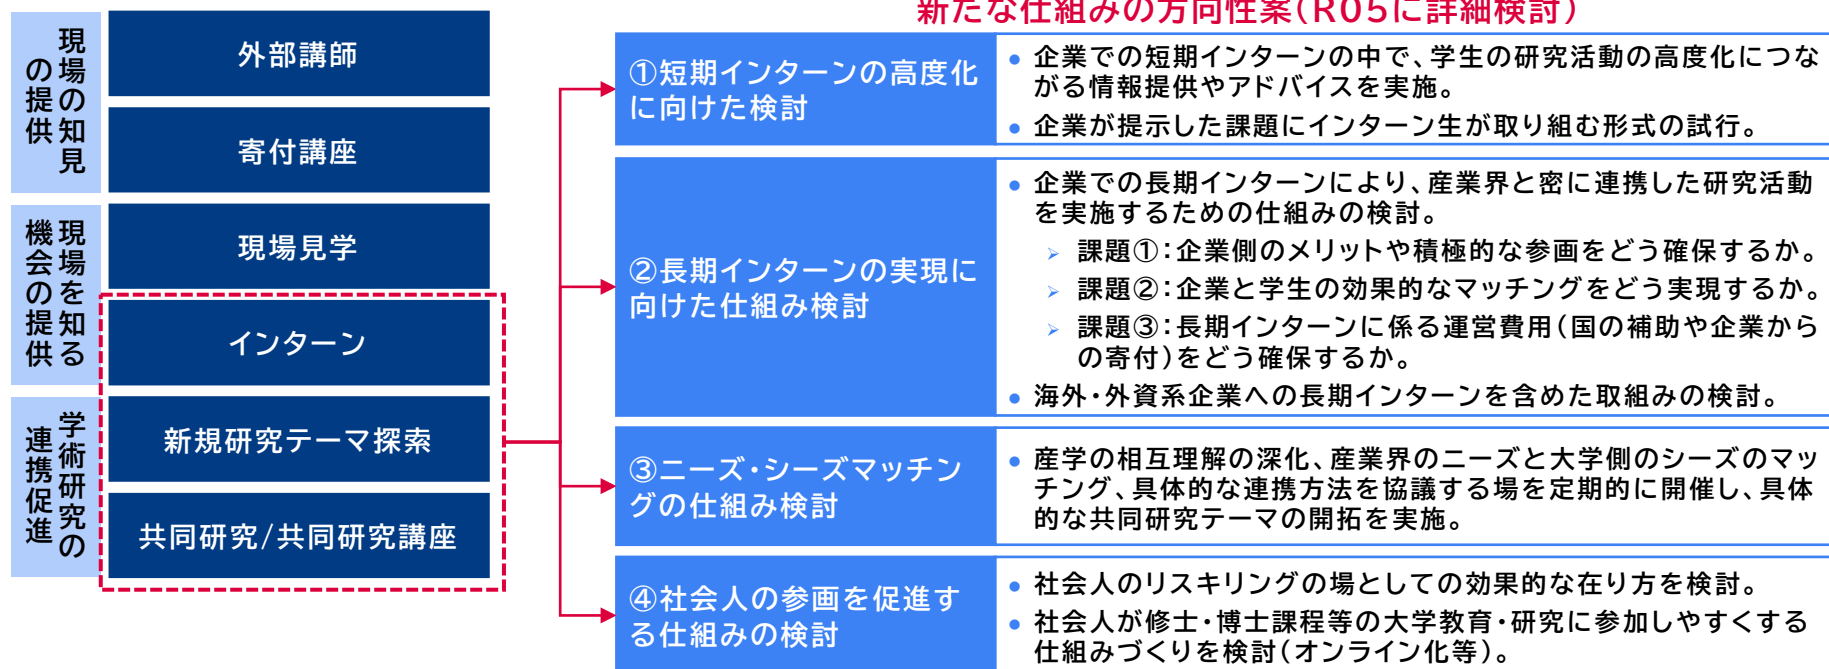 新たな仕組みの方向性案(R05に詳細検討)
現場の知見
の提供
外部講師
寄付講座
現場を知る
機会の提供
現場見学
インターン
学術研究の
連携促進
新規研究テーマ探索
共同研究/共同研究講座
①短期インターンの高度化
に向けた検討
● 企業での短期インターンの中で、学生の研究活動の高度化につな
がる情報提供やアドバイスを実施。
● 企業が提示した課題にインターン生が取り組む形式の試行。
②長期インターンの実現に
向けた仕組み検討
● 企業での長期インターンにより、産業界と密に連携した研究活動
を実施するための仕組みの検討。
➢ 課題①:企業側のメリットや積極的な参画をどう確保するか。
➢ 課題②:企業と学生の効果的なマッチングをどう実現するか。
➢ 課題③:長期インターンに係る運営費用(国の補助や企業から
の寄付)をどう確保するか。
● 海外・外資系企業への長期インターンを含めた取組みの検討。
③ニーズ・シーズマッチン
グの仕組み検討
● 産学の相互理解の深化、産業界のニーズと大学側のシーズのマッ
チング、具体的な連携方法を協議する場を定期的に開催し、具体
的な共同研究テーマの開拓を実施。
④社会人の参画を促進す
る仕組みの検討
● 社会人のリスキリングの場としての効果的な在り方を検討。
● 社会人が修士・博士課程等の大学教育・研究に参加しやすくする
仕組みづくりを検討(オンライン化等)。